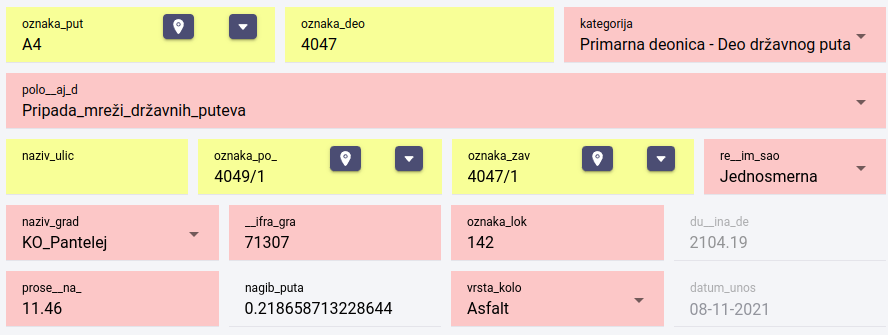 oznaka_put
A4
oznaka_deo
4047
kategorija
Primarna deonica - Deo državnog puta
polo__aj_d
Pripada_mreži_državnih_puteva
naziv_ulic
oznaka_po_
4049/1
oznaka_zav
4047/1
re__im_sao
Jednosmerna
naziv_grad
KO_Pantelej
__ifra_gra
71307
oznaka_lok
142
du__ina_de
2104.19
prose__na_
11.46
nagib_puta
0.218658713228644
vrsta_kolo
Asfalt
datum_unos
08-11-2021